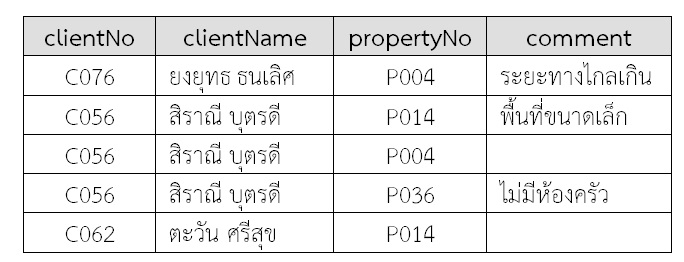 clientNo clientName propertyNo comment
C076 ยงยุทธ ธนเลิศ P004 ระยะทางไกลเกิน
C056 สิราณี บุตรดี P014 พื้นที่ขนาดเล็ก
C056 สิราณี บุตรดี P004
C056 สิราณี บุตรดี P036 ไม่มีห้องครัว
C062 ตะวัน ศรีสุข P014